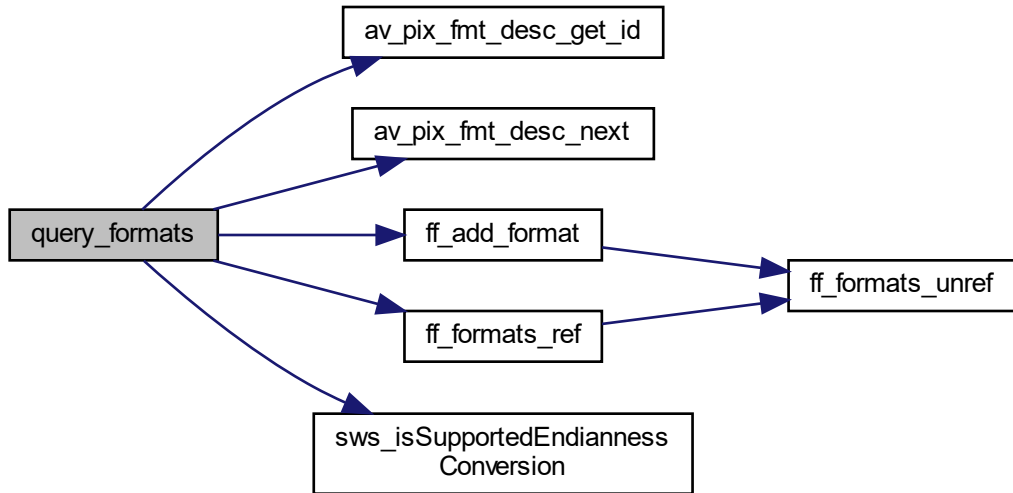 av_pix_fmt_desc_get_id
av_pix_fmt_desc_next
query_formats
ff_add_format
ff_formats_unref
ff_formats_ref
sws_isSupportedEndianness
Conversion